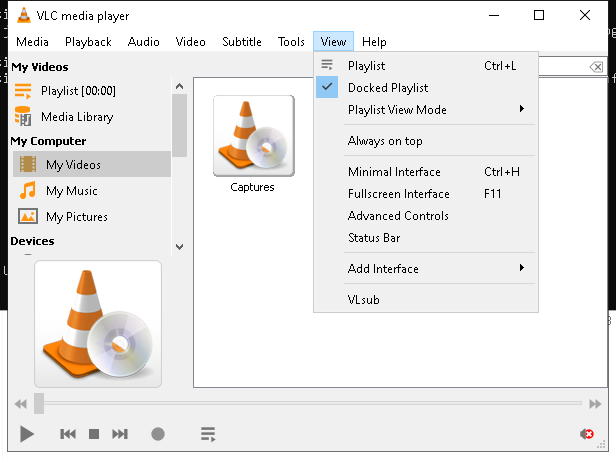 VLC media player
Media Playback Audio Video Subtitle Tools View Help
My Videos
Playlist [00:00]
Media Library
My Computer
My Videos
My Music
My Pictures
Devices
Captures
Playlist Ctrl+L
Docked Playlist
Playlist View Mode
Always on top
Minimal Interface Ctrl+H
Fullscreen Interface F11
Advanced Controls
Status Bar
Add Interface
VLsub